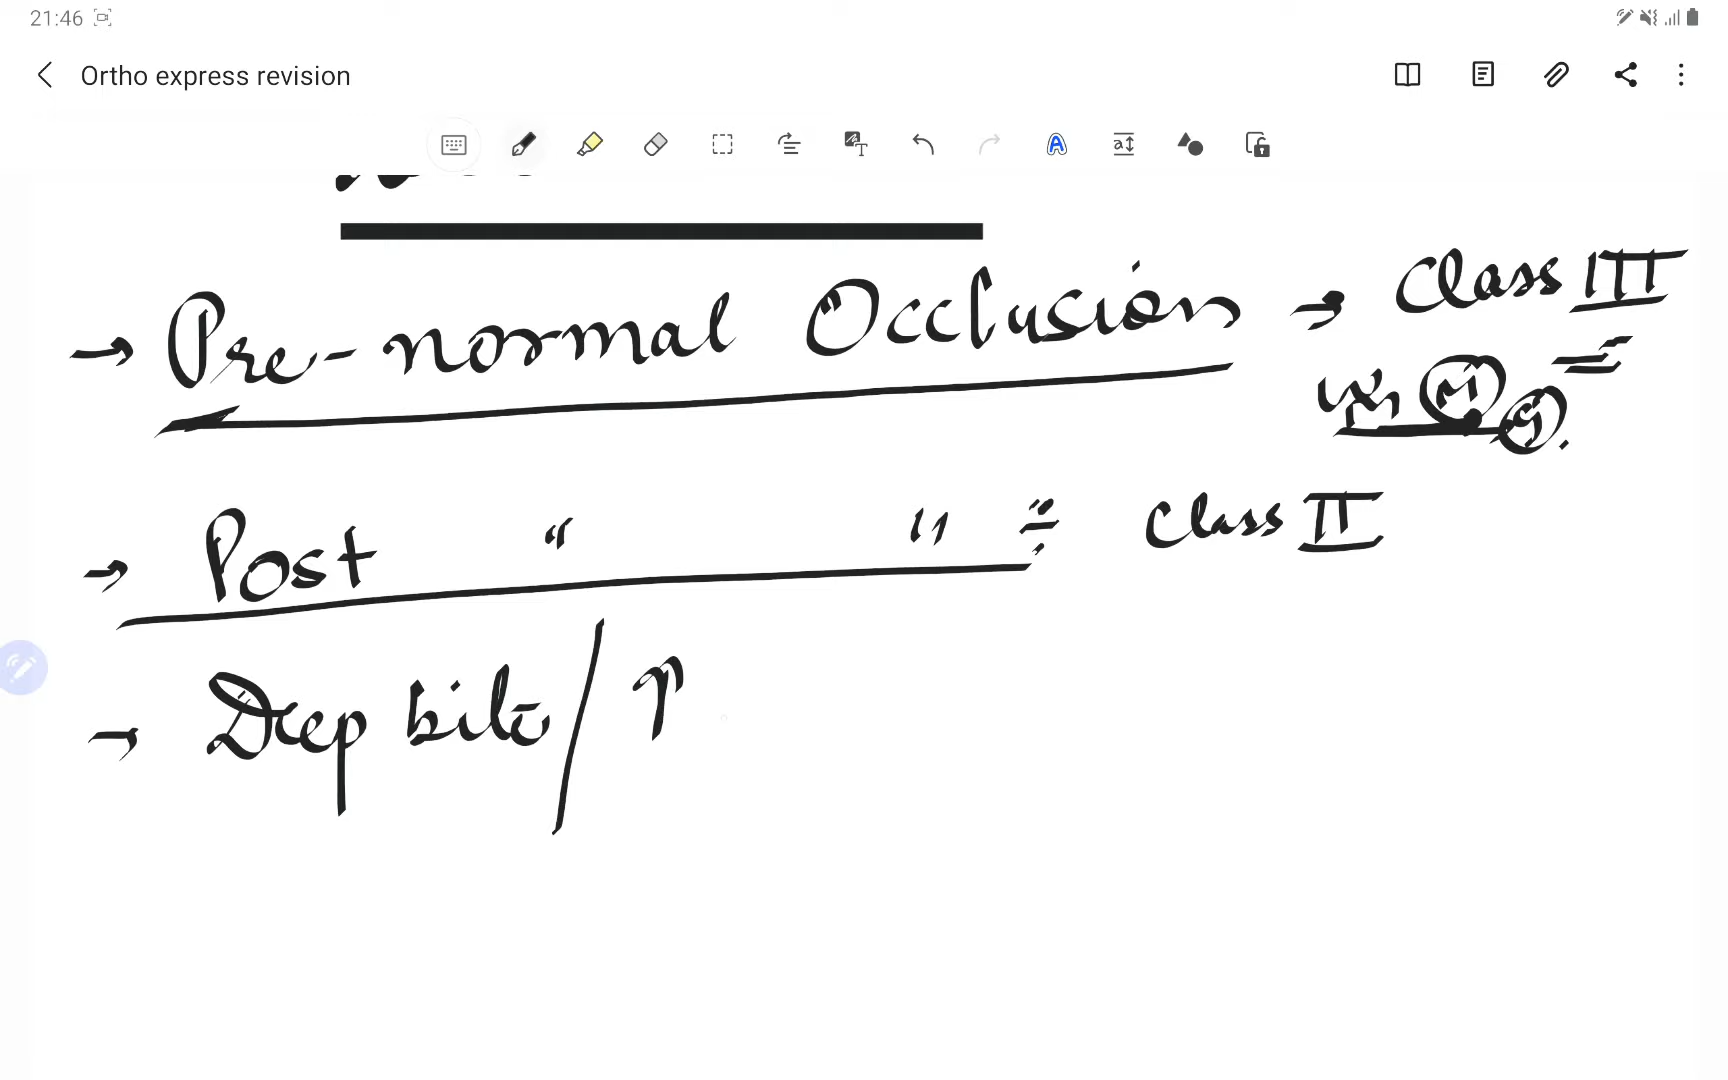 21:46
Ortho express revision
→ Pre-normal Occlusion → Class III
→ Post " " ÷ Class II
→ Deep bite / ↑